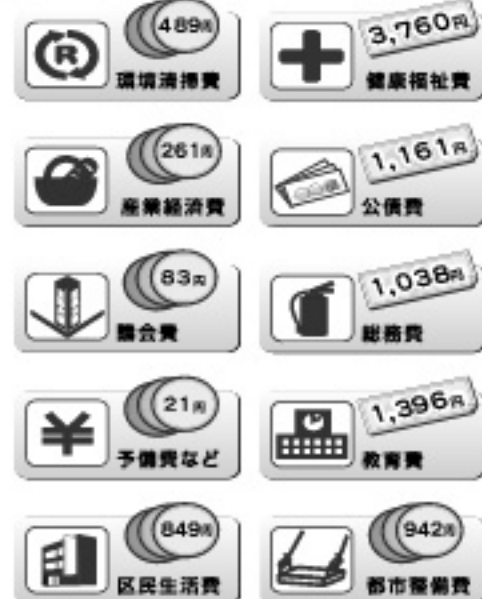 489円
環境清掃費
3,760円
健康福祉費
261円
産業経済費
1,161円
公債費
83円
議会費
1,038円
総務費
21円
予備費など
1,396円
教育費
849円
区民生活費
942円
都市整備費